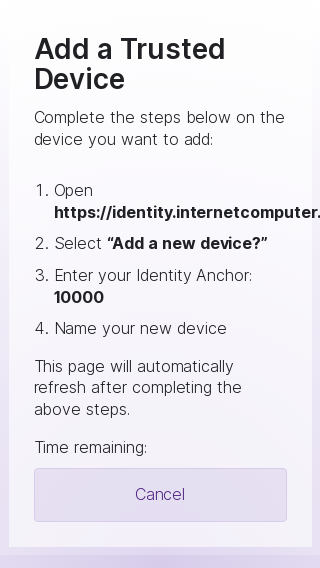 Add a Trusted
Device
Complete the steps below on the
device you want to add:
1. Open
https://identity.internetcomputer.
2. Select “Add a new device?”
3. Enter your Identity Anchor:
10000
4. Name your new device
This page will automatically
refresh after completing the
above steps.
Time remaining:
Cancel